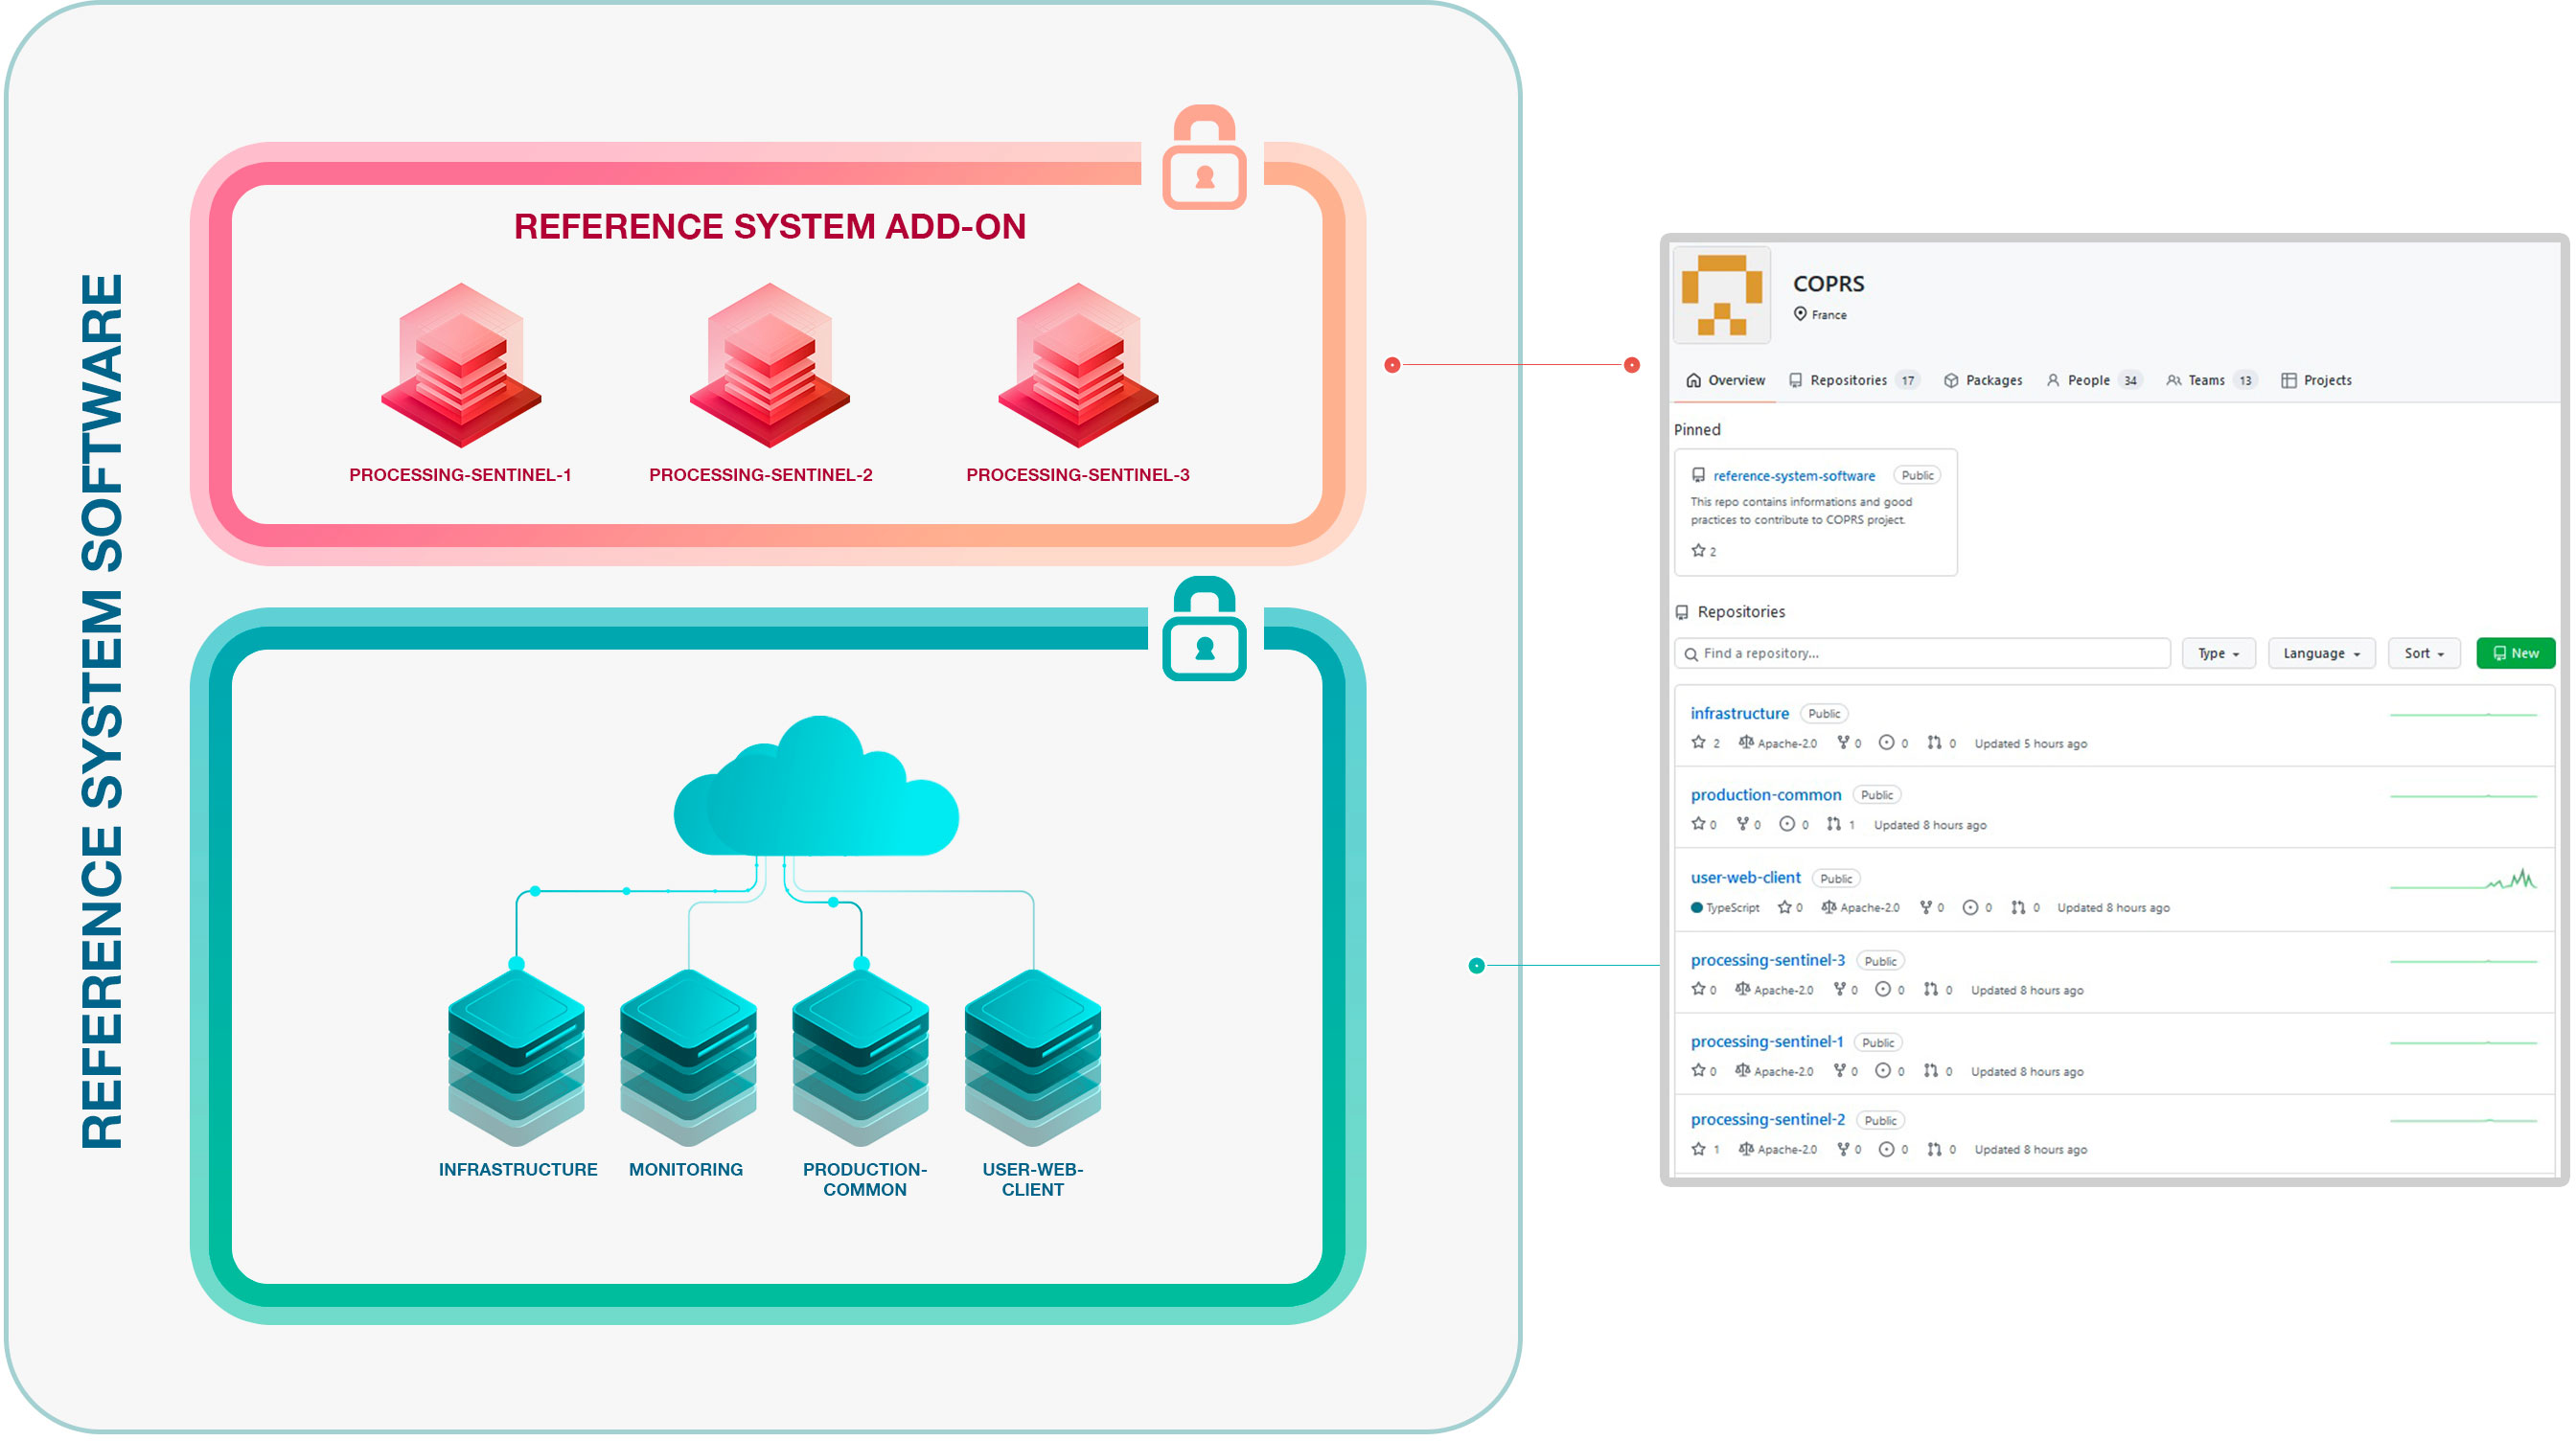 REFERENCE SYSTEM SOFTWARE
REFERENCE SYSTEM ADD-ON
PROCESSING-SENTINEL-1
PROCESSING-SENTINEL-2
PROCESSING-SENTINEL-3
INFRASTRUCTURE
MONITORING
PRODUCTION-
COMMON
USER-WEB-
CLIENT
COPRS
France
Overview
Repositories 17
Packages
People 34
Teams 13
Projects
Pinned
reference-system-software Public
This repo contains informations and good
practices to contribute to COPRS project.
2
Repositories
Find a repository...
Type
Language
Sort
New
infrastructure Public
2 Apache-2.0 0 0 0 Updated 5 hours ago
production-common Public
0 0 0 1 Updated 8 hours ago
user-web-client Public
TypeScript 0 Apache-2.0 0 0 0 Updated 8 hours ago
processing-sentinel-3 Public
0 Apache-2.0 0 0 0 Updated 8 hours ago
processing-sentinel-1 Public
0 Apache-2.0 0 0 0 Updated 8 hours ago
processing-sentinel-2 Public
1 Apache-2.0 0 0 0 Updated 8 hours ago